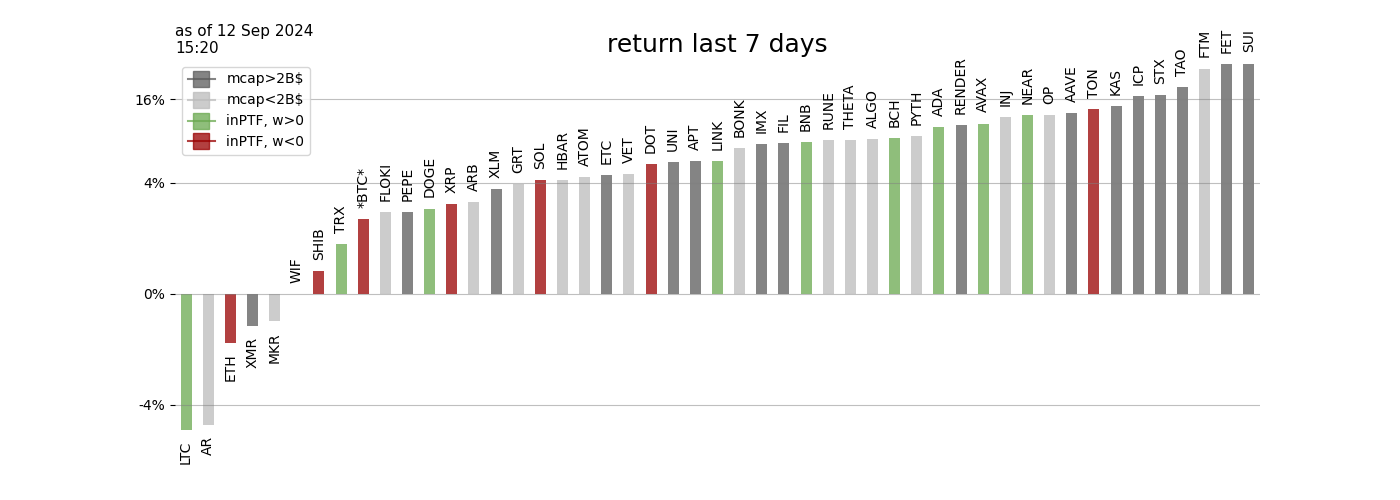 as of 12 Sep 2024
15:20
return last 7 days
mcap>2B$
mcap<2B$
inPTF, w>0
inPTF, w<0
16%
4%
0%
-4%
LTC
AR
ETH
XMR
MKR
WIF
SHIB
TRX
*BTC*
FLOKI
PEPE
DOGE
XRP
ARB
XLM
GRT
SOL
HBAR
ATOM
ETC
VET
DOT
UNI
APT
LINK
BONK
IMX
FIL
BNB
RUNE
THETA
ALGO
BCH
PYTH
ADA
RENDER
AVAX
INJ
NEAR
OP
AAVE
TON
KAS
ICP
STX
TAO
FTM
FET
SUI